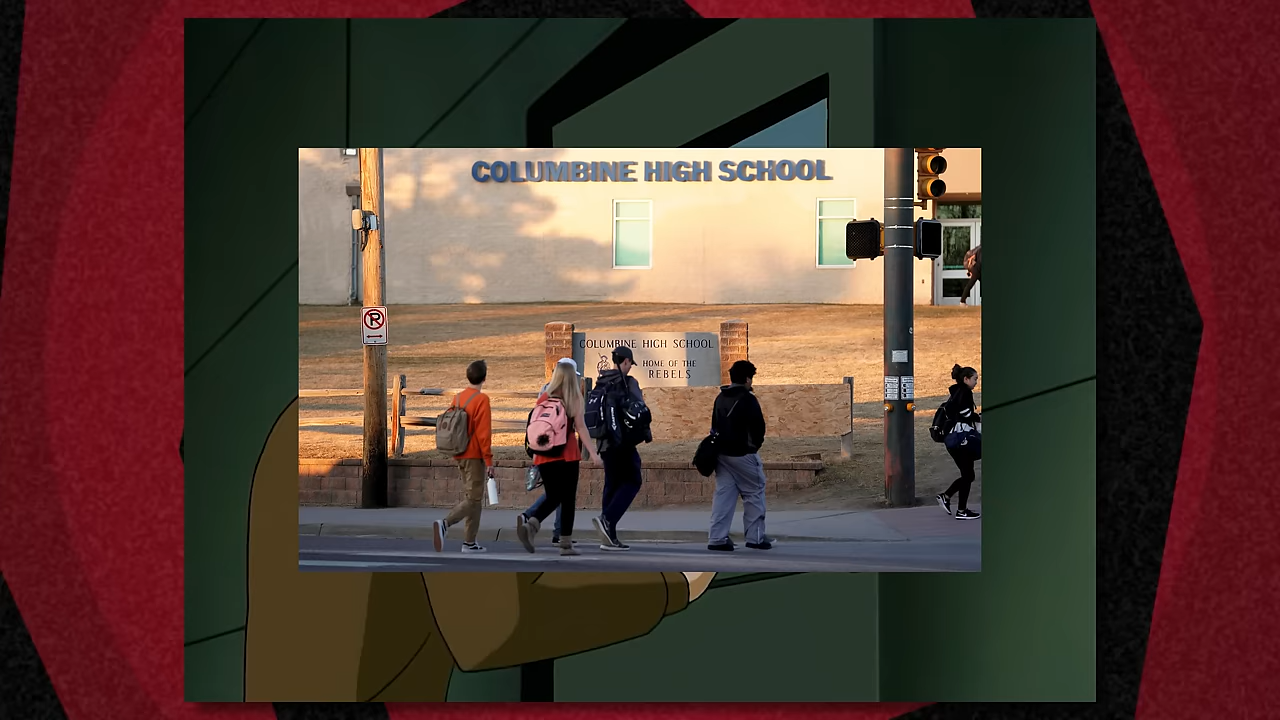 COLUMBINE HIGH SCHOOL
COLUMBINE HIGH SCHOOL
HOME OF THE
REBELS
P